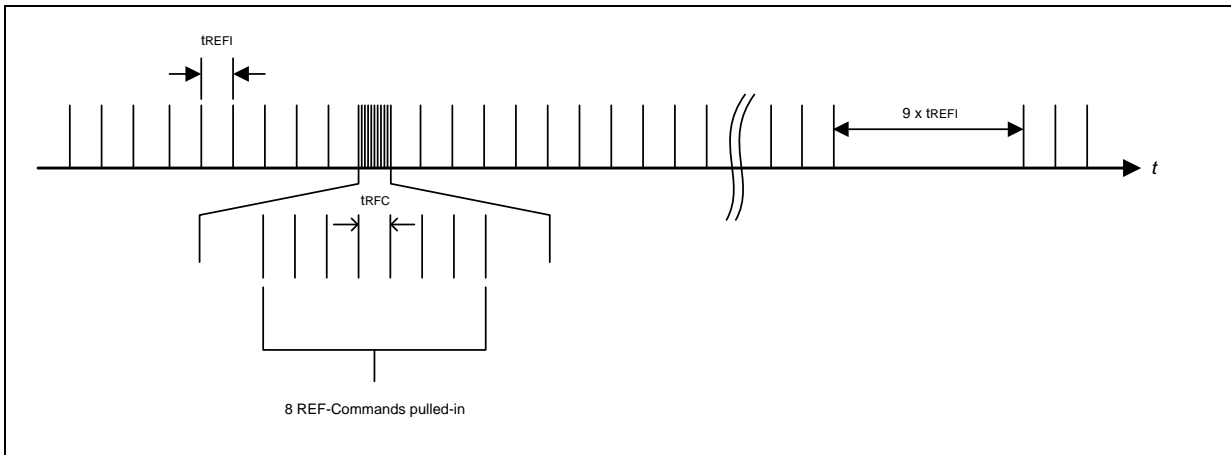 tREFI
9 x tREFI
t
tRFC
8 REF-Commands pulled-in